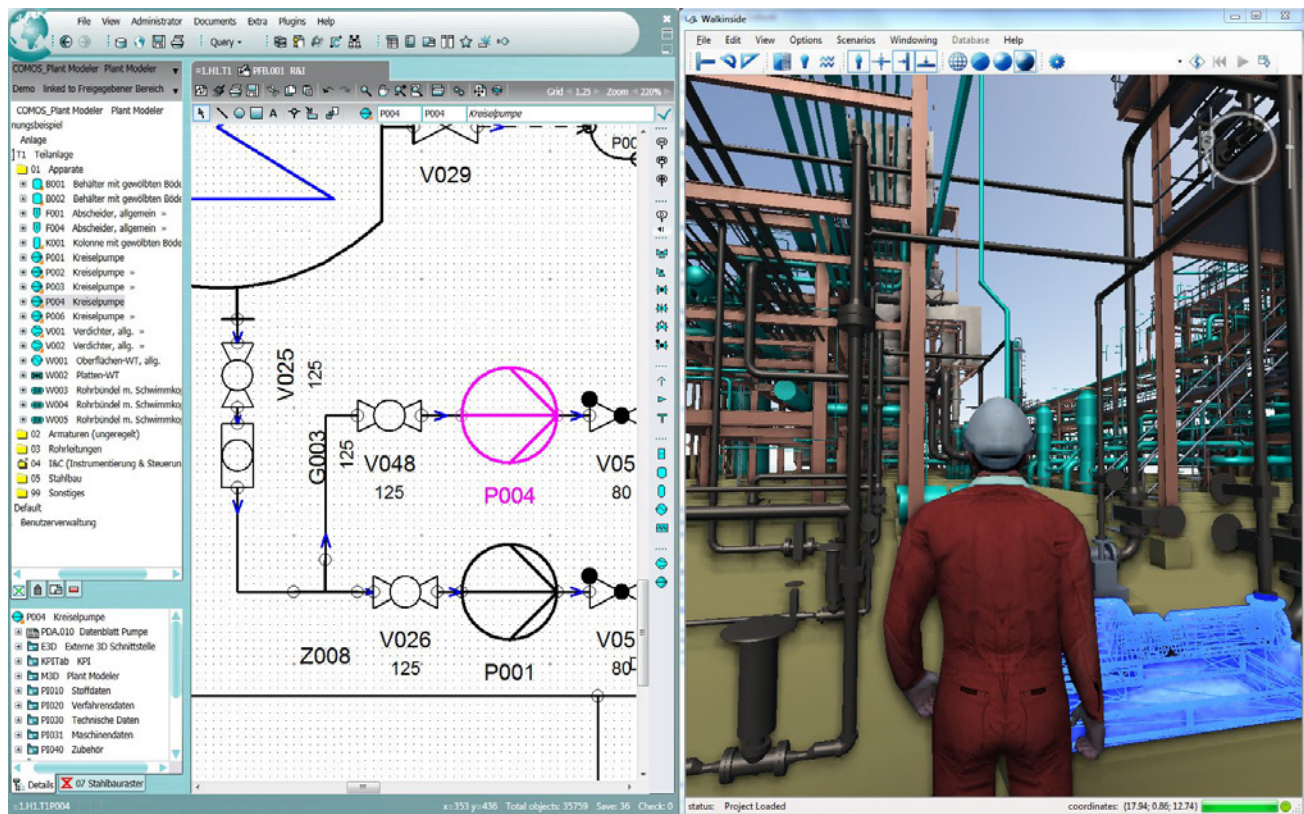 File View Administrator Documents Extra Plugins Help
Query
COMOS_Plant Modeler Plant Modeler
Demo linked to Freigegebener Bereich
COMOS_Plant Modeler Plant Modeler
nungsbeispiel
Anlage
T1 Teilanlage
01 Apparate
B001 Behälter mit gewölbten Böde
B002 Behälter mit gewölbten Böde
F001 Abscheider, allgemein »
F004 Abscheider, allgemein »
K001 Kolonne mit gewölbten Böde
P001 Kreiselpumpe
P002 Kreiselpumpe »
P003 Kreiselpumpe »
P004 Kreiselpumpe
P006 Kreiselpumpe »
V001 Verdichter, allg. »
V002 Verdichter, allg. »
W001 Oberflächen-WT, allg.
W002 Platten-WT
W003 Rohrbündel m. Schwimmko
W004 Rohrbündel m. Schwimmko
W005 Rohrbündel m. Schwimmko
02 Armaturen (ungeregelt)
03 Rohrleitungen
04 I&C (Instrumentierung & Steuerun
05 Stahlbau
99 Sonstiges
Default
Benutzerverwaltung
P004 Kreiselpumpe
PDA.010 Datenblatt Pumpe
E3D Externe 3D Schnittstelle
KPITab KPI
M3D Plant Modeler
PI010 Stoffdaten
PI020 Verfahrensdaten
PI030 Technische Daten
PI031 Maschinendaten
PI040 Zubehör
Details 07 Stahlbauraster
=1.H1.T1 PFB.001 R&I
Grid 1.25 Zoom 220%
P004 P004 Kreiselpumpe
P00
V029
V025
125
G003
125
V048
125
P004
V05
80
V026
125
Z008
P001
V05
80
=1.H1.T1P004
x=353 y=436 Total objects: 35759 Save: 36 Check: 0
Walkinside
File Edit View Options Scenarios Windowing Database Help
status: Project Loaded
coordinates: (17.94; 0.86; 12.74)